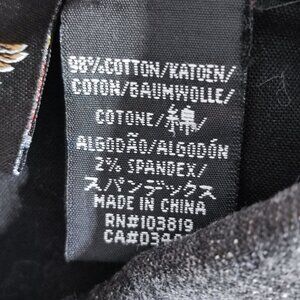 98%COTTON/KATOEN/
COTON/BAUMWOLLE/
COTONE/綿/
ALGODÃO/ALGODÓN
2% SPANDEX/
スパンデックス
MADE IN CHINA
RN#103819